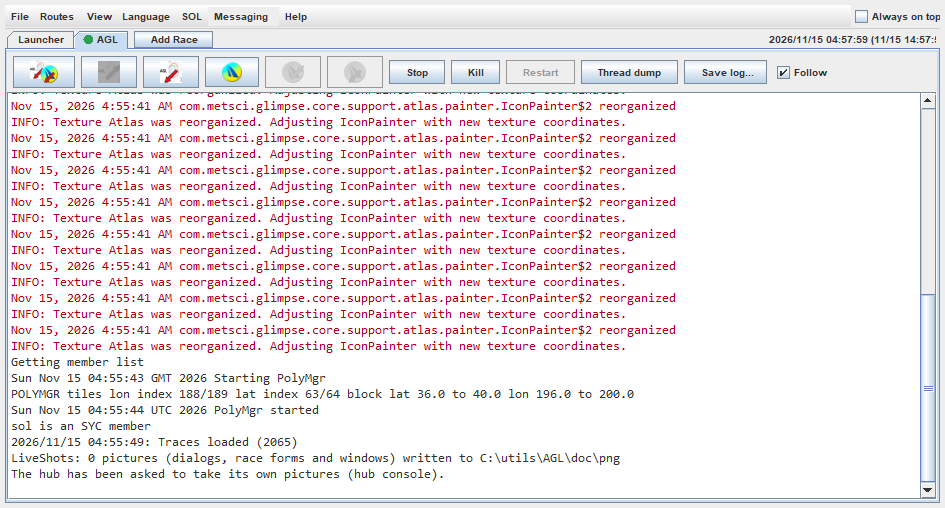 File Routes View Language SOL Messaging Help Always on top
Launcher AGL Add Race 2026/11/15 04:57:59 (11/15 14:57:
AGL AGL Stop Kill Restart Thread dump Save log... Follow
Nov 15, 2026 4:55:41 AM com.metsci.glimpse.core.support.atlas.painter.IconPainter$2 reorganized
INFO: Texture Atlas was reorganized. Adjusting IconPainter with new texture coordinates.
Nov 15, 2026 4:55:41 AM com.metsci.glimpse.core.support.atlas.painter.IconPainter$2 reorganized
INFO: Texture Atlas was reorganized. Adjusting IconPainter with new texture coordinates.
Nov 15, 2026 4:55:41 AM com.metsci.glimpse.core.support.atlas.painter.IconPainter$2 reorganized
INFO: Texture Atlas was reorganized. Adjusting IconPainter with new texture coordinates.
Nov 15, 2026 4:55:41 AM com.metsci.glimpse.core.support.atlas.painter.IconPainter$2 reorganized
INFO: Texture Atlas was reorganized. Adjusting IconPainter with new texture coordinates.
Nov 15, 2026 4:55:41 AM com.metsci.glimpse.core.support.atlas.painter.IconPainter$2 reorganized
INFO: Texture Atlas was reorganized. Adjusting IconPainter with new texture coordinates.
Nov 15, 2026 4:55:41 AM com.metsci.glimpse.core.support.atlas.painter.IconPainter$2 reorganized
INFO: Texture Atlas was reorganized. Adjusting IconPainter with new texture coordinates.
Nov 15, 2026 4:55:41 AM com.metsci.glimpse.core.support.atlas.painter.IconPainter$2 reorganized
INFO: Texture Atlas was reorganized. Adjusting IconPainter with new texture coordinates.
Nov 15, 2026 4:55:41 AM com.metsci.glimpse.core.support.atlas.painter.IconPainter$2 reorganized
INFO: Texture Atlas was reorganized. Adjusting IconPainter with new texture coordinates.
Getting member list
Sun Nov 15 04:55:43 GMT 2026 Starting PolyMgr
POLYMGR tiles lon index 188/189 lat index 63/64 block lat 36.0 to 40.0 lon 196.0 to 200.0
Sun Nov 15 04:55:44 UTC 2026 PolyMgr started
sol is an SYC member
2026/11/15 04:55:49: Traces loaded (2065)
LiveShots: 0 pictures (dialogs, race forms and windows) written to C:\utils\AGL\doc\png
The hub has been asked to take its own pictures (hub console).